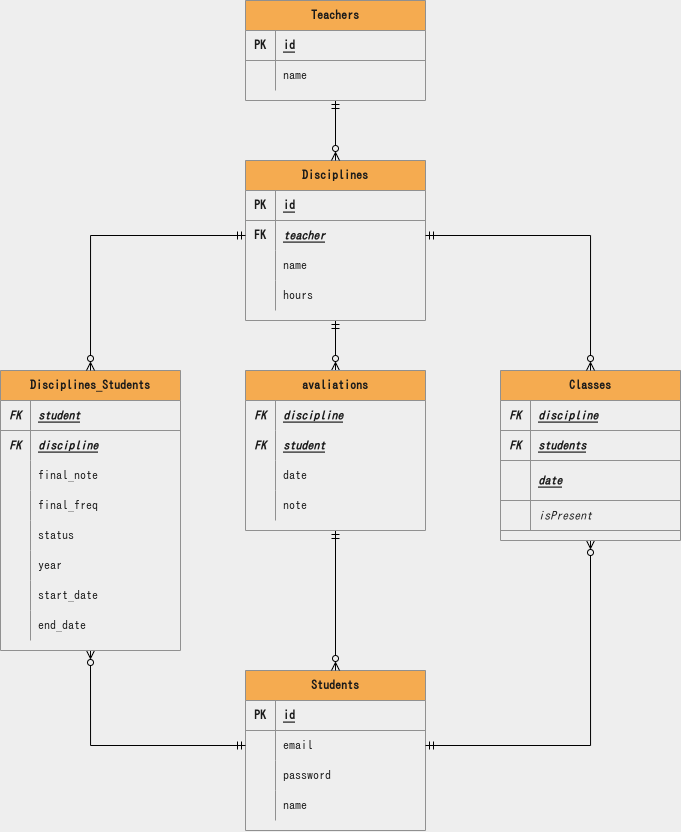 Teachers
PK id
name
Disciplines
PK id
FK teacher
name
hours
Disciplines_Students
FK student
FK discipline
final_note
final_freq
status
year
start_date
end_date
avaliations
FK discipline
FK student
date
note
Classes
FK discipline
FK students
date
isPresent
Students
PK id
email
password
name